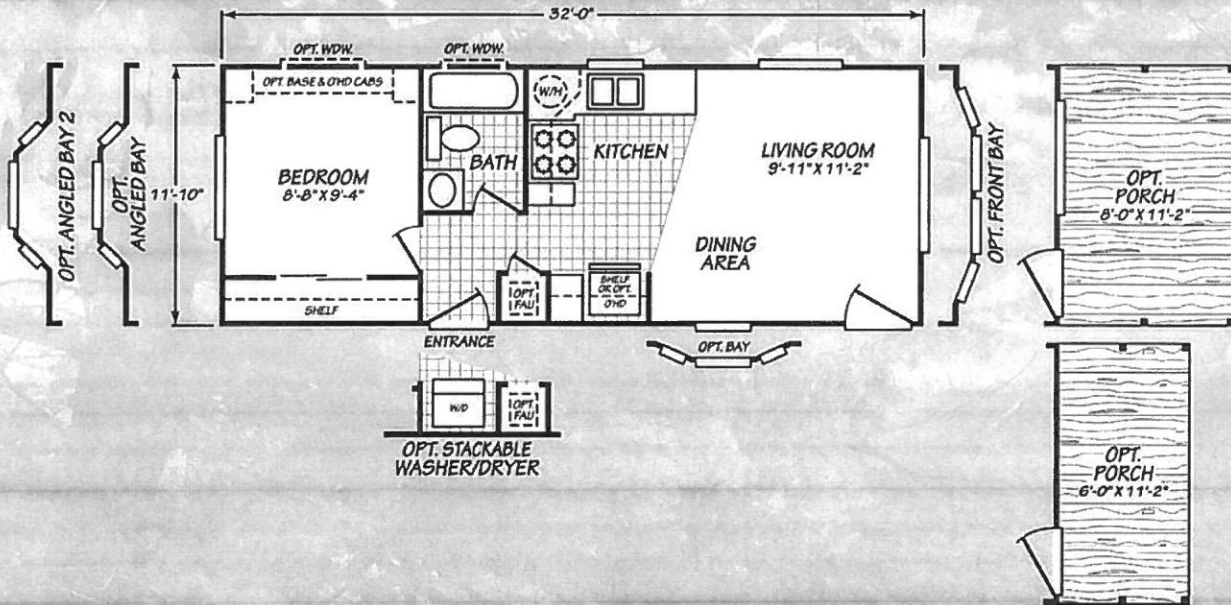 32'-0"
OPT. WDW.
OPT. WDW.
OPT. BASE & O'HD CABS
W/H
OPT. ANGLED BAY 2
OPT.
ANGLED BAY
11'-10"
BEDROOM
8'-8" X 9'-4"
BATH
KITCHEN
LIVING ROOM
9'-11" X 11'-2"
DINING
AREA
SHELF
OPT.
FAU
SHELF
OR OPT.
O'HD
ENTRANCE
OPT. BAY
OPT. FRONT BAY
OPT.
PORCH
8'-0" X 11'-2"
W/D
OPT.
FAU
OPT. STACKABLE
WASHER/DRYER
OPT.
PORCH
6'-0" X 11'-2"